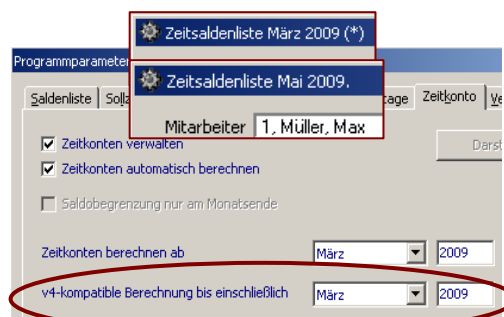 Zeitsaldenliste März 2009 (*)
Programmparameter
Zeitsaldenliste Mai 2009.
Saldenliste
tage
Zeitkonto
Mitarbeiter 1, Müller, Max
Zeitkonten verwalten
Darst
Zeitkonten automatisch berechnen
Saldobegrenzung nur am Monatsende
Zeitkonten berechnen ab März 2009
v4-kompatible Berechnung bis einschließlich März 2009